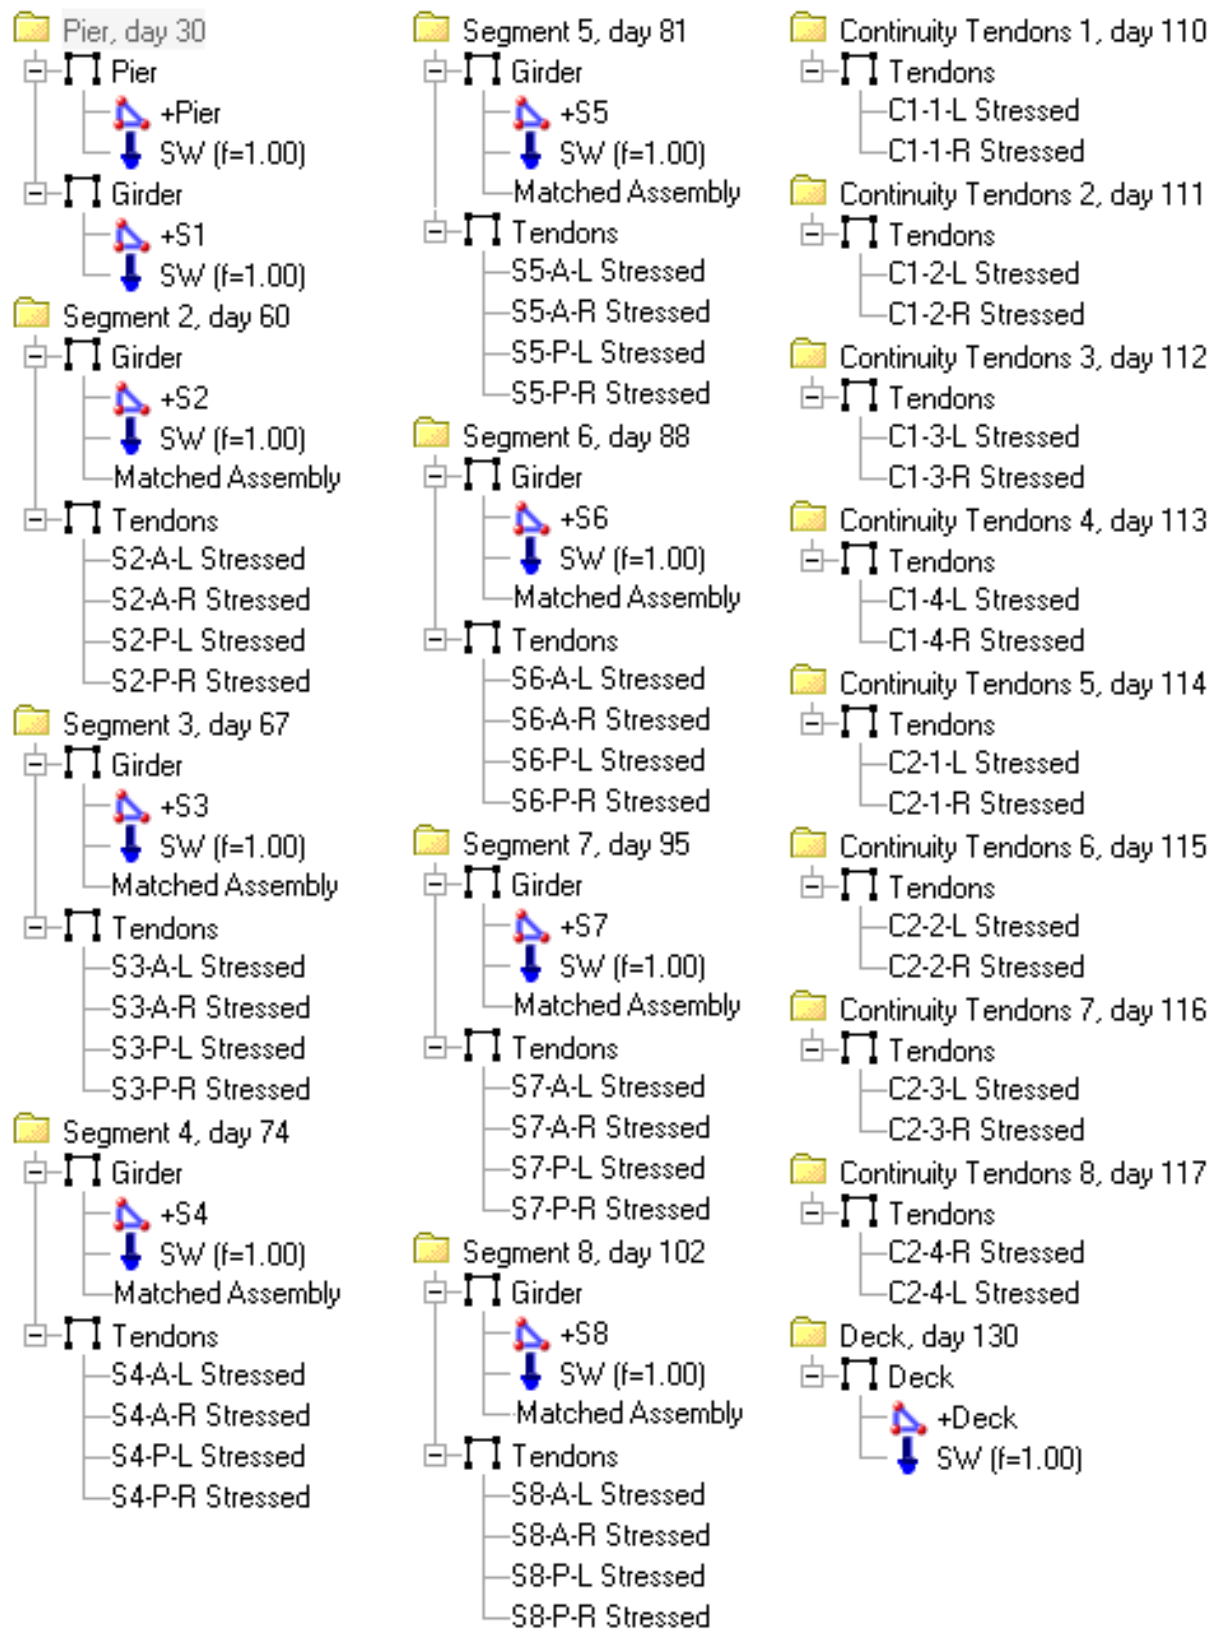 Pier, day 30
Pier
+Pier
SW (f=1.00)
Girder
+S1
SW (f=1.00)
Segment 2, day 60
Girder
+S2
SW (f=1.00)
Matched Assembly
Tendons
S2-A-L Stressed
S2-A-R Stressed
S2-P-L Stressed
S2-P-R Stressed
Segment 3, day 67
Girder
+S3
SW (f=1.00)
Matched Assembly
Tendons
S3-A-L Stressed
S3-A-R Stressed
S3-P-L Stressed
S3-P-R Stressed
Segment 4, day 74
Girder
+S4
SW (f=1.00)
Matched Assembly
Tendons
S4-A-L Stressed
S4-A-R Stressed
S4-P-L Stressed
S4-P-R Stressed
Segment 5, day 81
Girder
+S5
SW (f=1.00)
Matched Assembly
Tendons
S5-A-L Stressed
S5-A-R Stressed
S5-P-L Stressed
S5-P-R Stressed
Segment 6, day 88
Girder
+S6
SW (f=1.00)
Matched Assembly
Tendons
S6-A-L Stressed
S6-A-R Stressed
S6-P-L Stressed
S6-P-R Stressed
Segment 7, day 95
Girder
+S7
SW (f=1.00)
Matched Assembly
Tendons
S7-A-L Stressed
S7-A-R Stressed
S7-P-L Stressed
S7-P-R Stressed
Segment 8, day 102
Girder
+S8
SW (f=1.00)
Matched Assembly
Tendons
S8-A-L Stressed
S8-A-R Stressed
S8-P-L Stressed
S8-P-R Stressed
Continuity Tendons 1, day 110
Tendons
C1-1-L Stressed
C1-1-R Stressed
Continuity Tendons 2, day 111
Tendons
C1-2-L Stressed
C1-2-R Stressed
Continuity Tendons 3, day 112
Tendons
C1-3-L Stressed
C1-3-R Stressed
Continuity Tendons 4, day 113
Tendons
C1-4-L Stressed
C1-4-R Stressed
Continuity Tendons 5, day 114
Tendons
C2-1-L Stressed
C2-1-R Stressed
Continuity Tendons 6, day 115
Tendons
C2-2-L Stressed
C2-2-R Stressed
Continuity Tendons 7, day 116
Tendons
C2-3-L Stressed
C2-3-R Stressed
Continuity Tendons 8, day 117
Tendons
C2-4-R Stressed
C2-4-L Stressed
Deck, day 130
Deck
+Deck
SW (f=1.00)